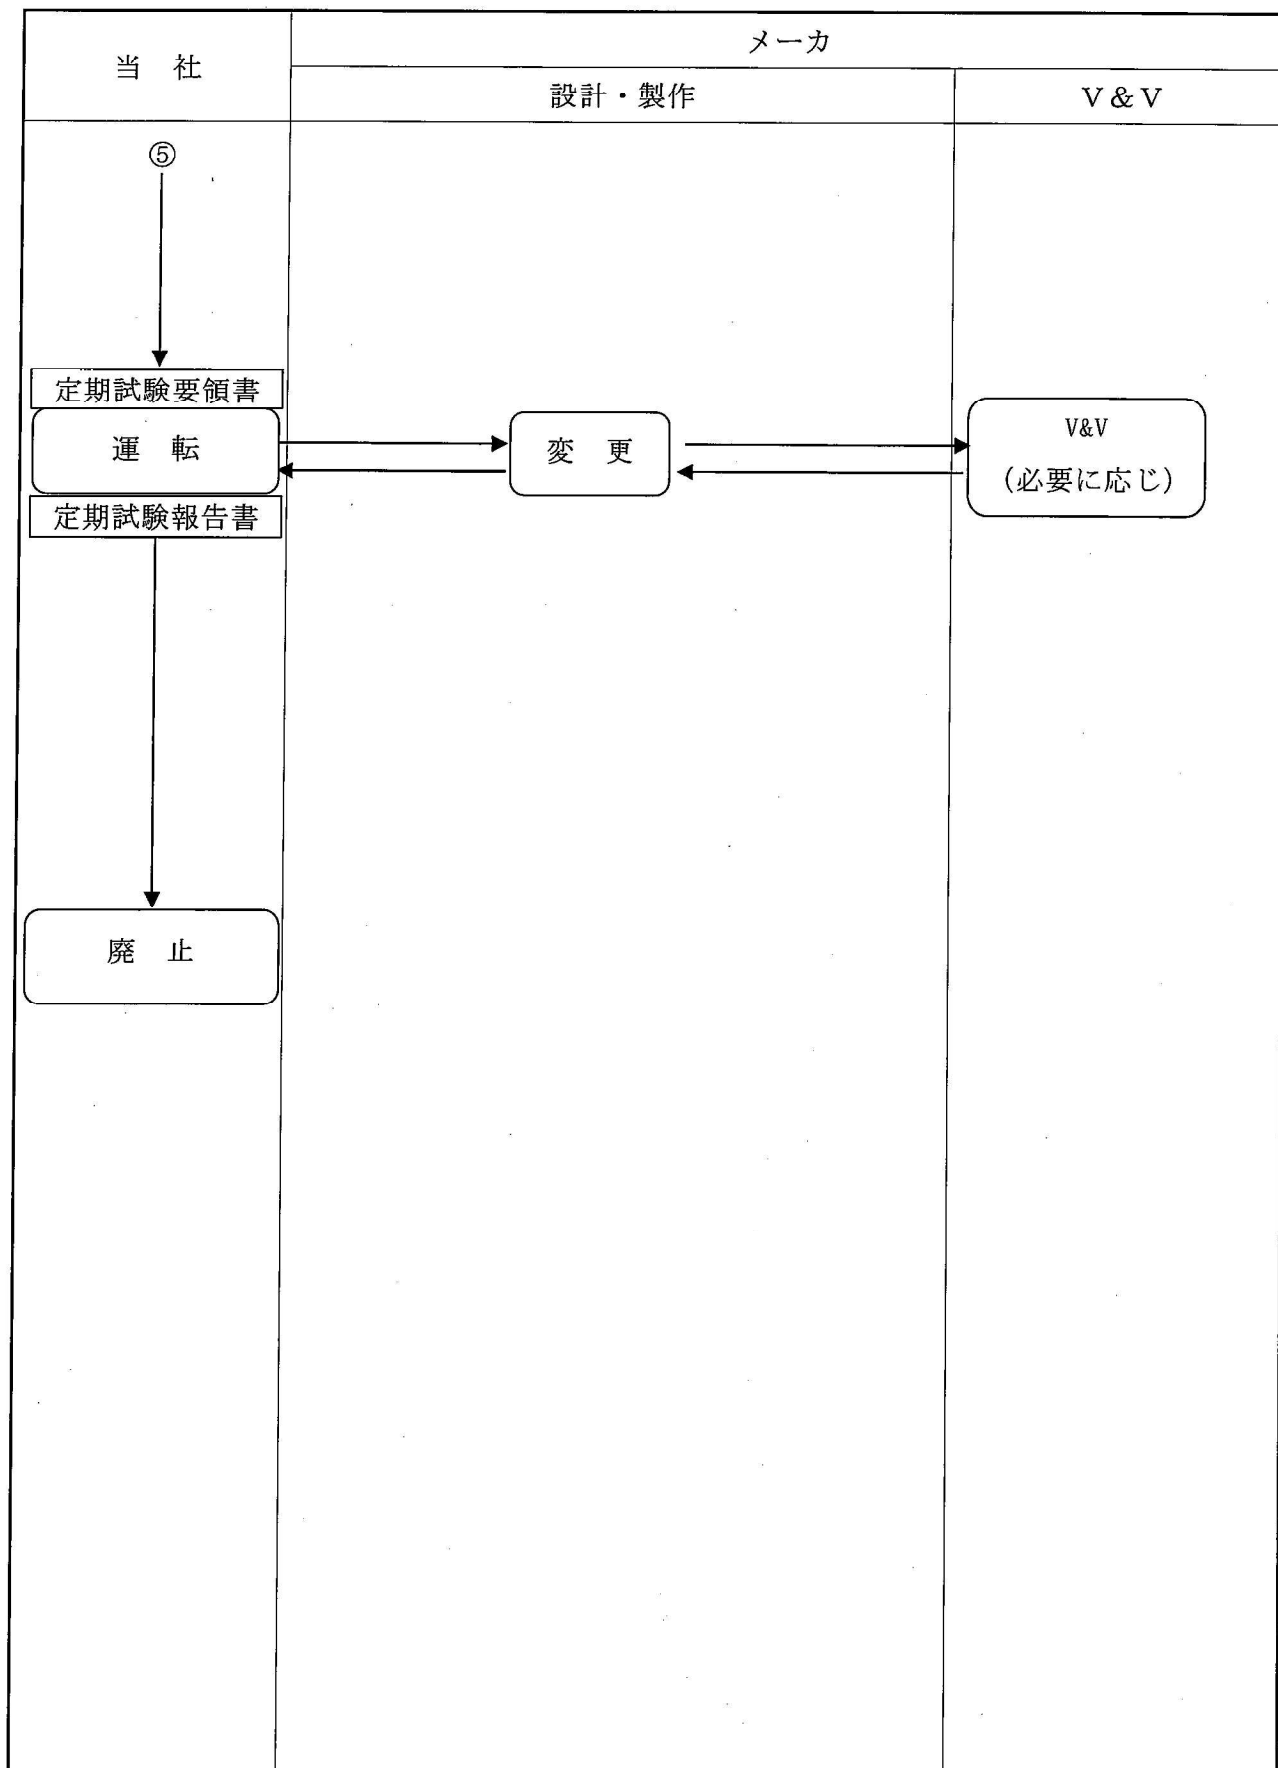 当 社
メーカ
設計・製作
V&V
⑤
定期試験要領書
運 転
変 更
V&V
(必要に応じ)
定期試験報告書
廃 止